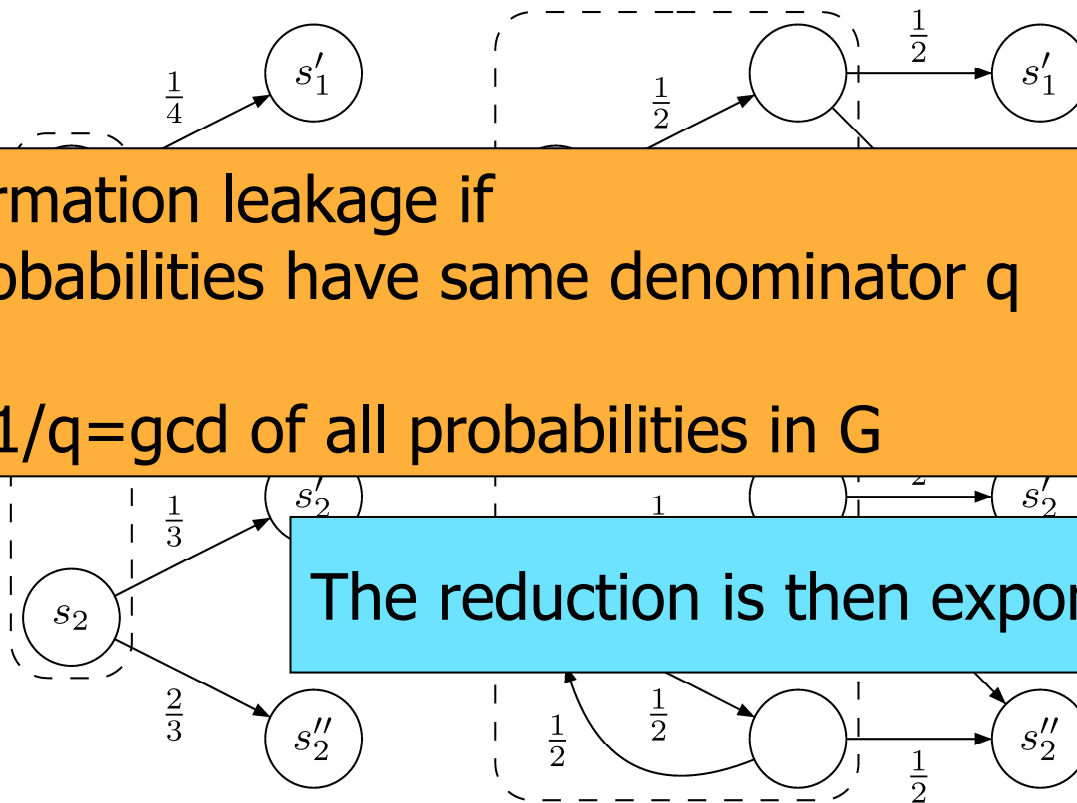 1/4
s′₁
1/2
1/2
s′₁
rmation leakage if
obabilities have same denominator q
1/q=gcd of all probabilities in G
1/3
s′₂
1
2
s′₂
The reduction is then expon
s₂
2/3
s″₂
1/2
1/2
1/2
s″₂